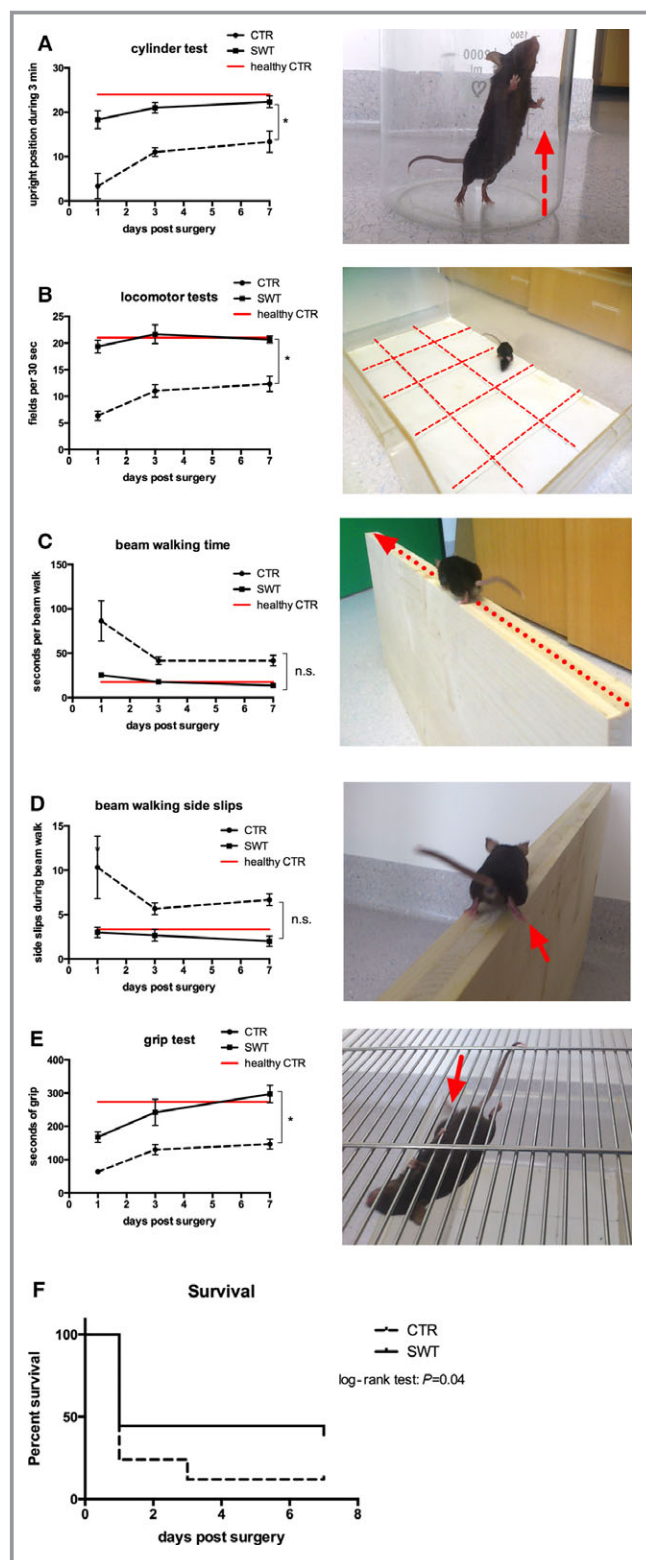 A
cylinder test
CTR
SWT
healthy CTR
upright position during 3 min
30
20
10
0
0 1 2 3 4 5 6 7
days post surgery
*
1500
2000
ml
B
locomotor tests
CTR
SWT
healthy CTR
fields per 30 sec
25
20
15
10
5
0
0 1 2 3 4 5 6 7
days post surgery
*
C
beam walking time
CTR
SWT
healthy CTR
seconds per beam walk
150
100
50
0
0 1 2 3 4 5 6 7
days post surgery
n.s.
D
beam walking side slips
CTR
SWT
healthy CTR
side slips during beam walk
15
10
5
0
0 1 2 3 4 5 6 7
days post surgery
n.s.
E
grip test
CTR
SWT
healthy CTR
seconds of grip
400
300
200
100
0
0 1 2 3 4 5 6 7
days post surgery
*
F
Survival
CTR
SWT
log-rank test: P=0.04
Percent survival
100
50
0
0 2 4 6 8
days post surgery